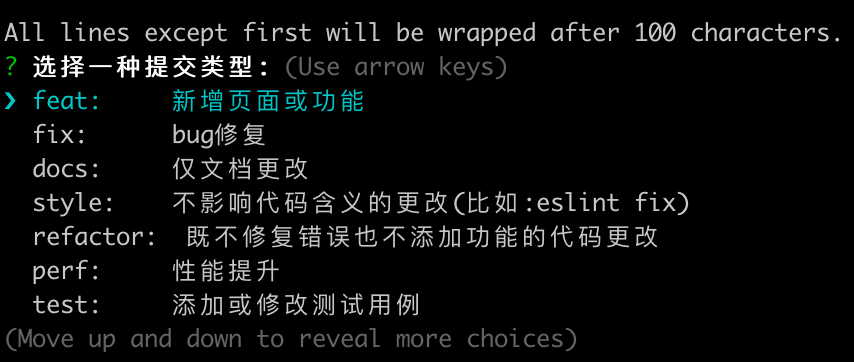 All lines except first will be wrapped after 100 characters.
? 选择一种提交类型: (Use arrow keys)
❯ feat:     新增页面或功能
  fix:      bug修复
  docs:     仅文档更改
  style:    不影响代码含义的更改(比如:eslint fix)
  refactor:  既不修复错误也不添加功能的代码更改
  perf:     性能提升
  test:     添加或修改测试用例
(Move up and down to reveal more choices)